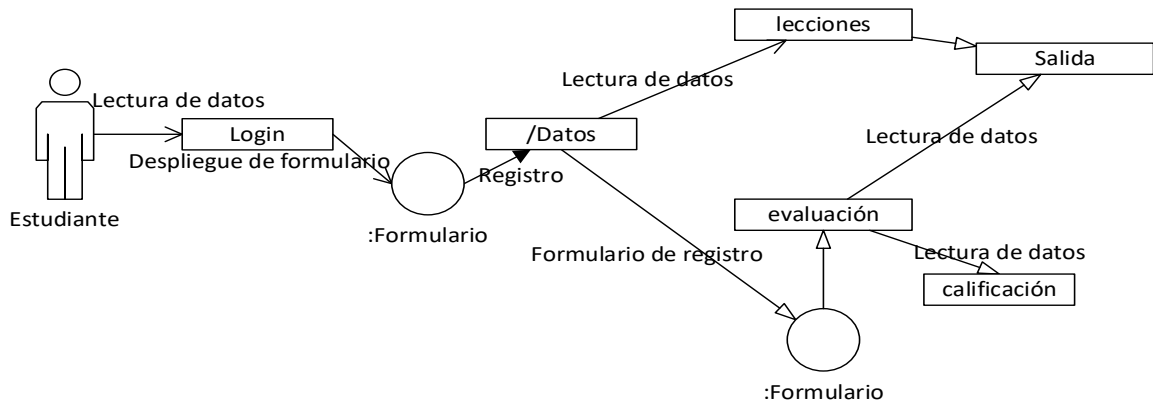 lecciones
Salida
Lectura de datos
Lectura de datos
Login
/Datos
Lectura de datos
Despliegue de formulario
Registro
Estudiante
evaluación
:Formulario
Formulario de registro
Lectura de datos
calificación
:Formulario